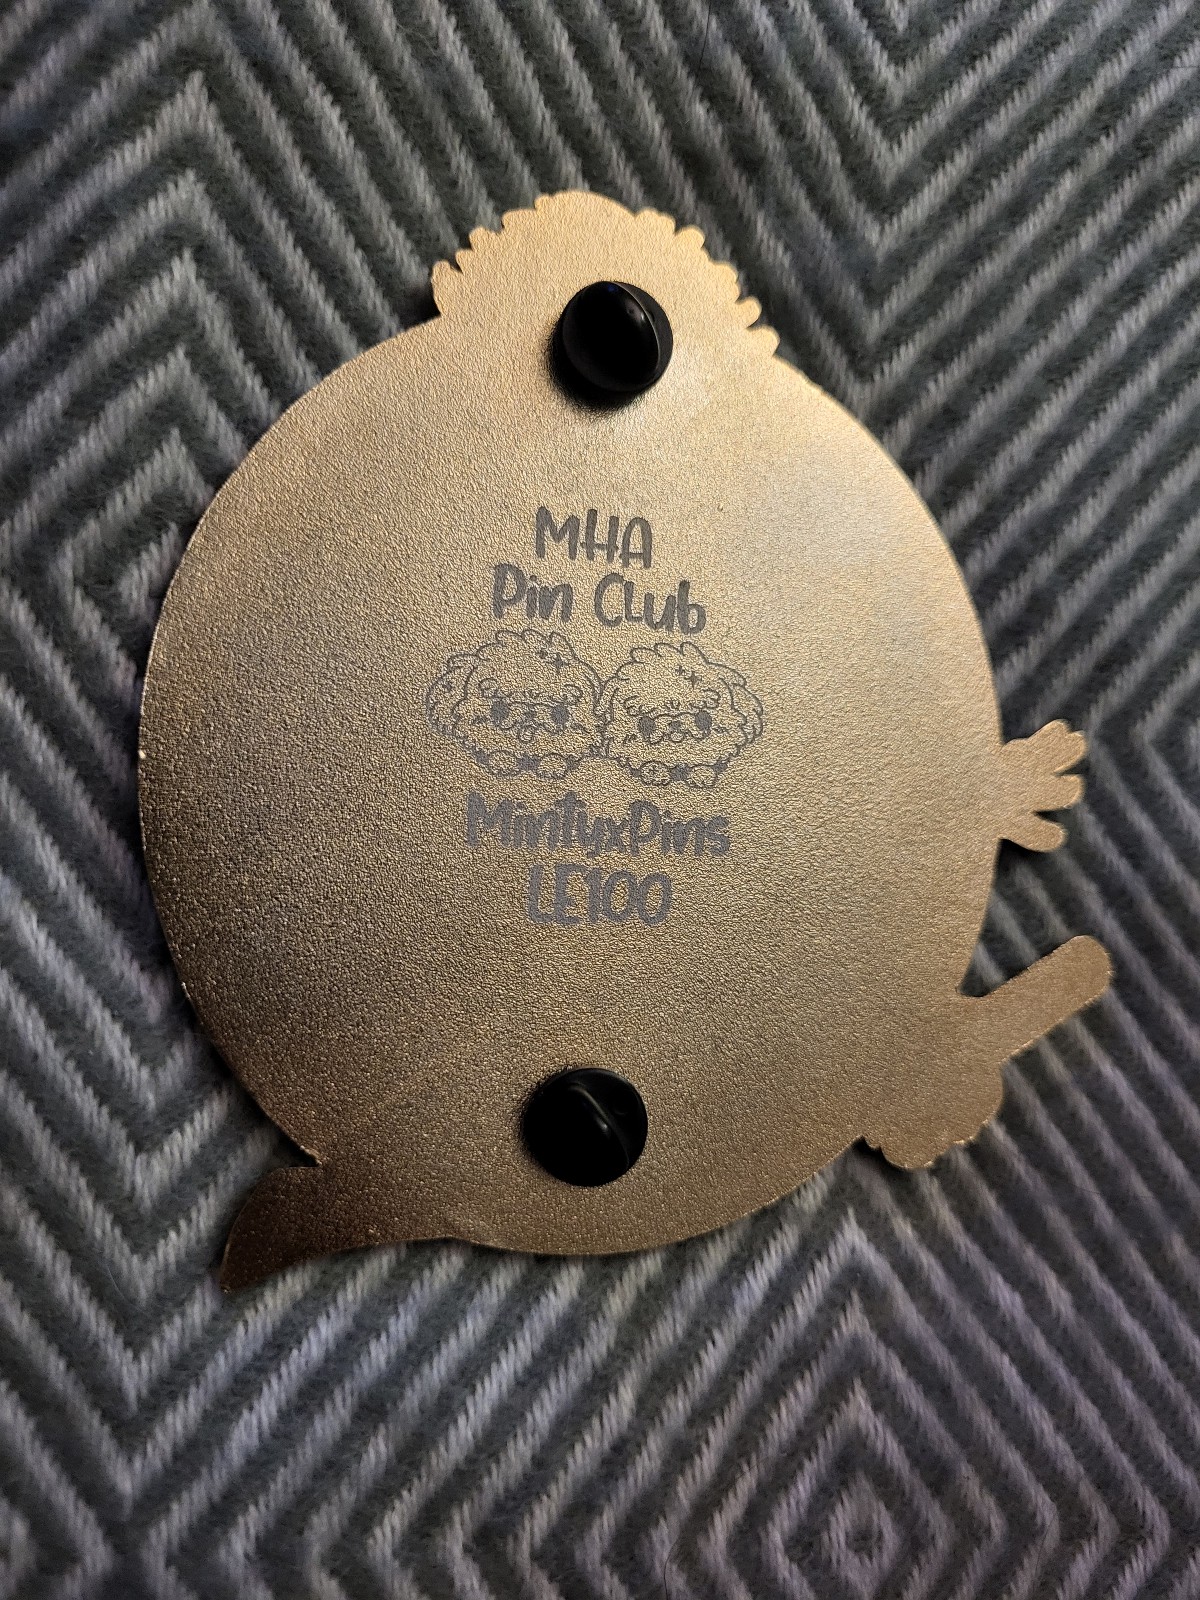 MHA
Pin Club
MintyxPins
LE100